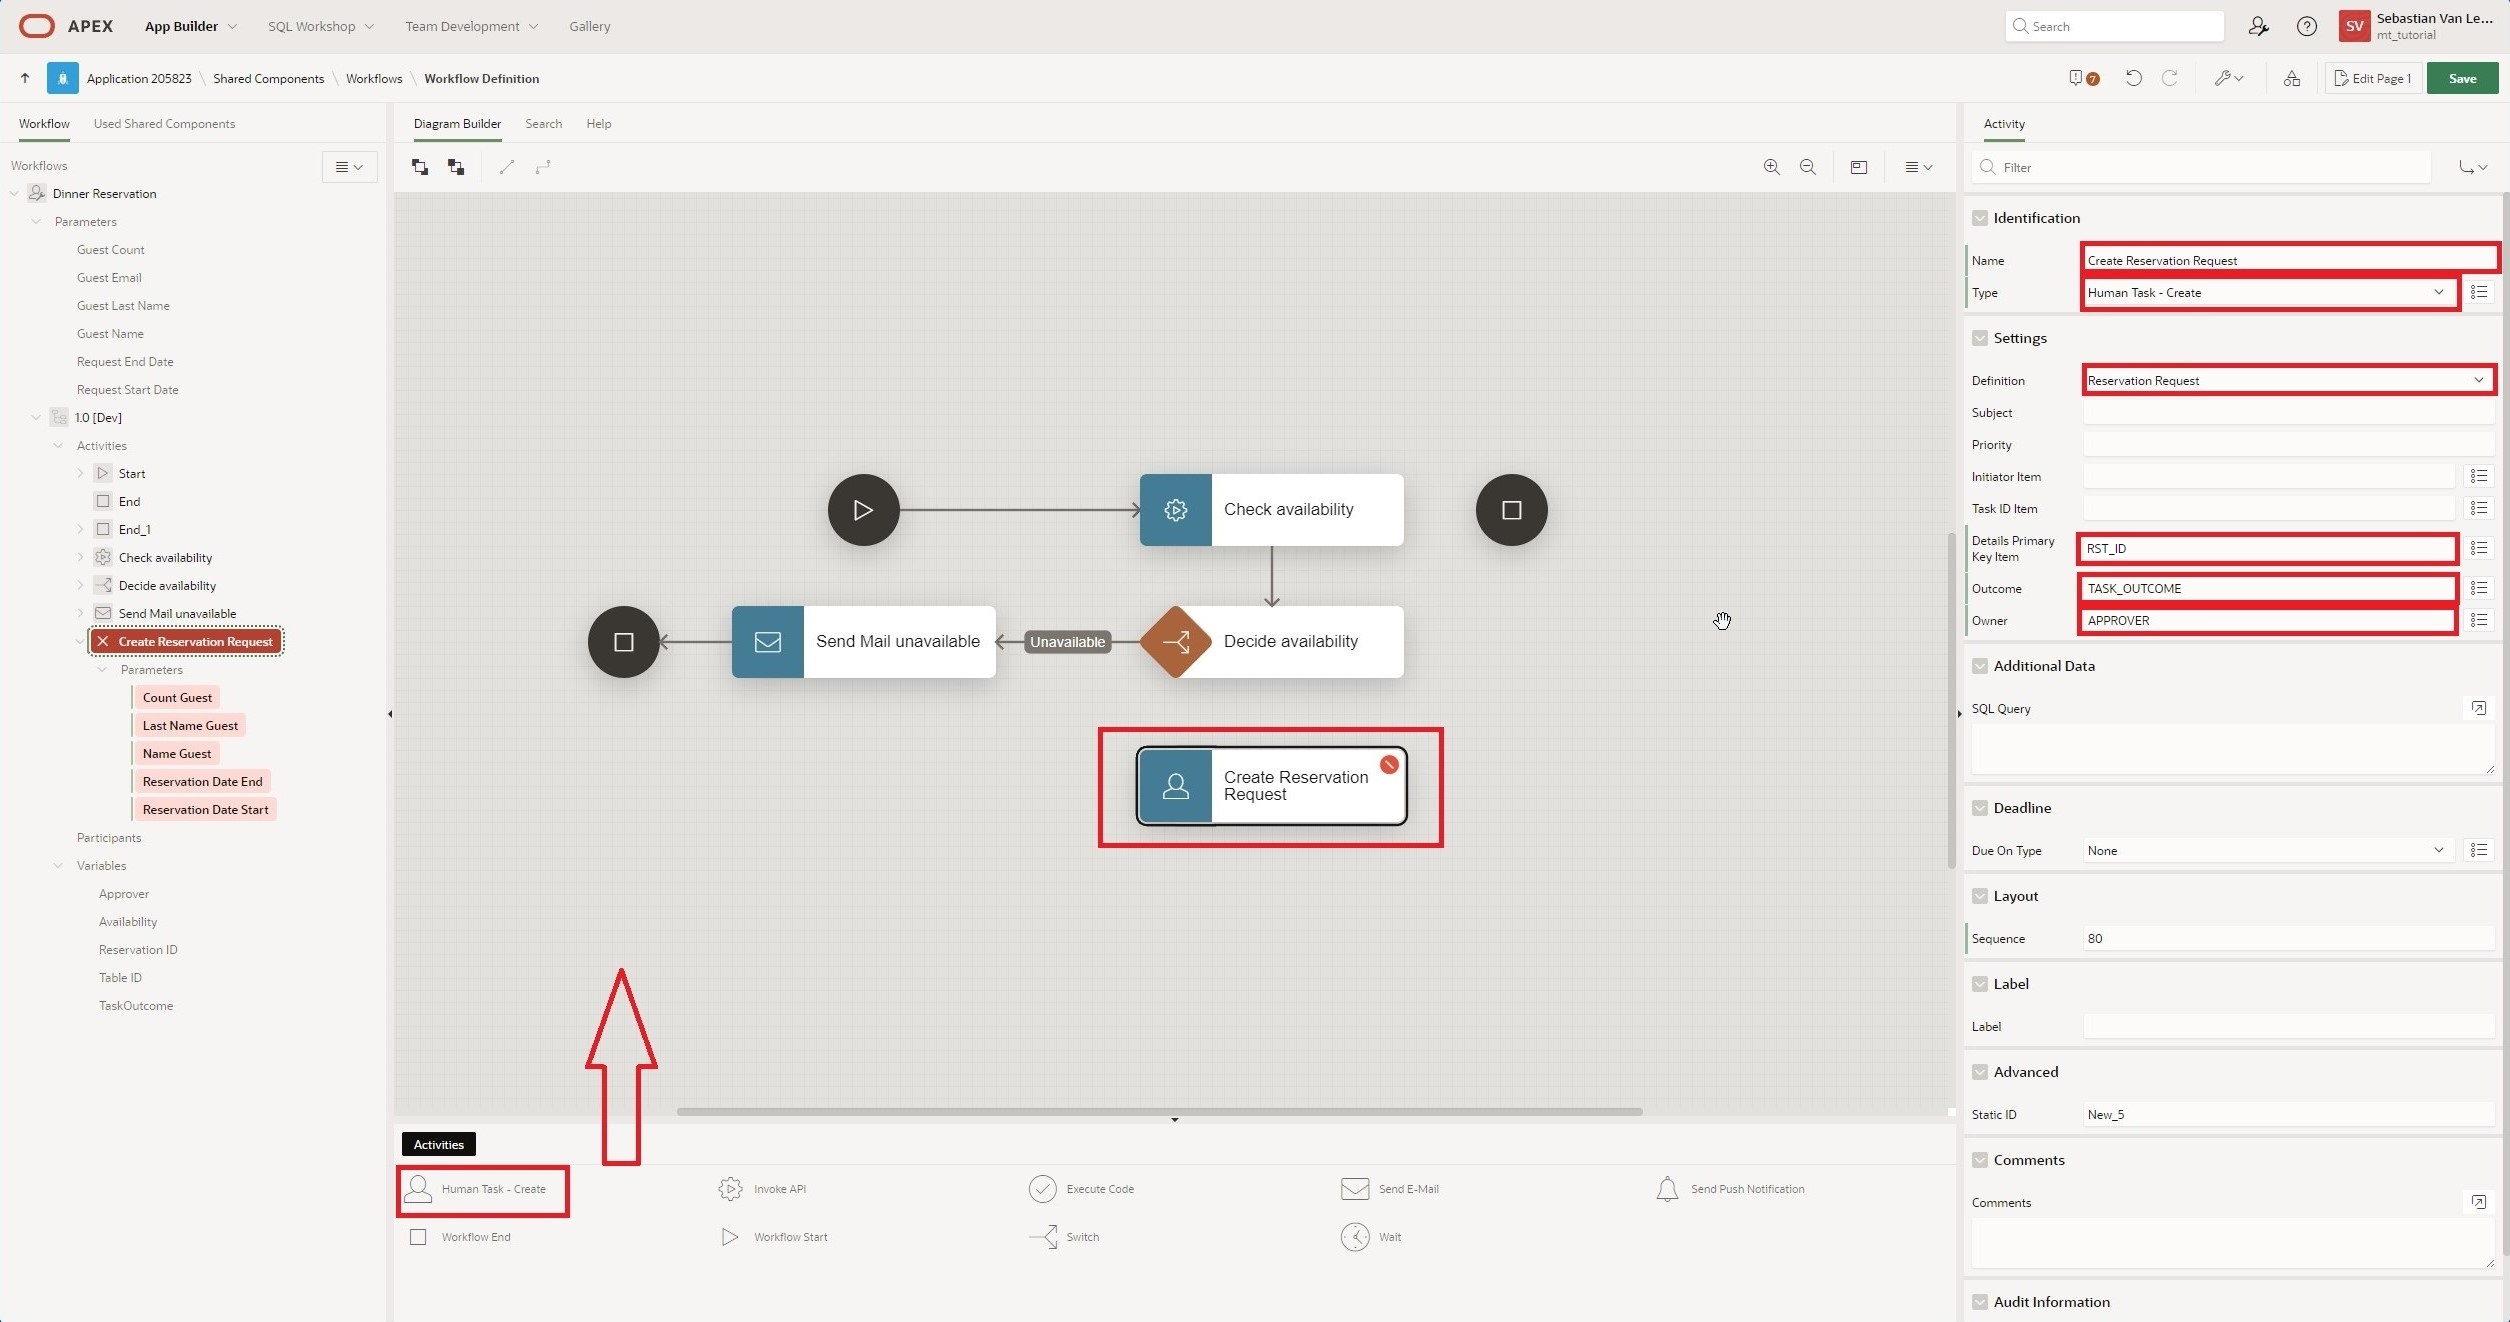 APEX App Builder SQL Workshop Team Development Gallery Search SV Sebastian Van Le...
mt_tutorial
Application 205823 \ Shared Components \ Workflows \ Workflow Definition 7 Edit Page 1 Save
Workflow Used Shared Components
Workflows
Dinner Reservation
Parameters
Guest Count
Guest Email
Guest Last Name
Guest Name
Request End Date
Request Start Date
1.0 [Dev]
Activities
Start
End
End_1
Check availability
Decide availability
Send Mail unavailable
Create Reservation Request
Parameters
Count Guest
Last Name Guest
Name Guest
Reservation Date End
Reservation Date Start
Participants
Variables
Approver
Availability
Reservation ID
Table ID
TaskOutcome
Diagram Builder Search Help
Check availability
Send Mail unavailable
Unavailable
Decide availability
Create Reservation
Request
Activities
Human Task - Create Invoke API Execute Code Send E-Mail Send Push Notification
Workflow End Workflow Start Switch Wait
Activity
Filter
Identification
Name Create Reservation Request
Type Human Task - Create
Settings
Definition Reservation Request
Subject
Priority
Initiator Item
Task ID Item
Details Primary
Key Item RST_ID
Outcome TASK_OUTCOME
Owner APPROVER
Additional Data
SQL Query
Deadline
Due On Type None
Layout
Sequence 80
Label
Label
Advanced
Static ID New_5
Comments
Comments
Audit Information